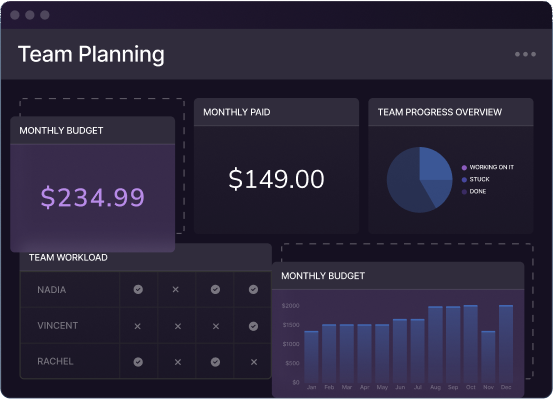 Team Planning
MONTHLY BUDGET
$234.99
MONTHLY PAID
$149.00
TEAM PROGRESS OVERVIEW
WORKING ON IT
STUCK
DONE
TEAM WORKLOAD
NADIA
VINCENT
RACHEL
MONTHLY BUDGET
$2000
$1500
$1000
$500
$0
Jan Feb Mar Apr May Jun Jul Aug Sep Oct Nov Dec